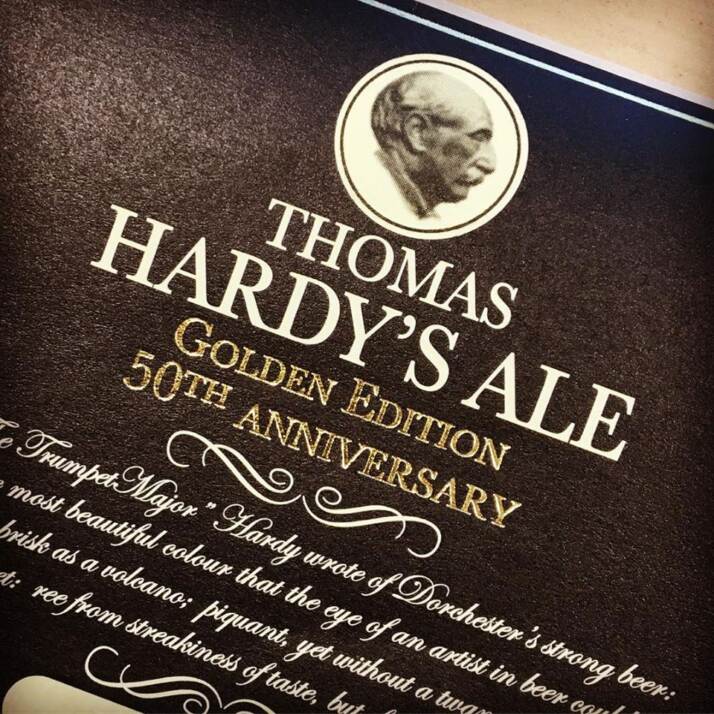 THOMAS
HARDY'S ALE
GOLDEN EDITION
50TH ANNIVERSARY
Trumpet Major" Hardy wrote of Dorchester's strong beer:
most beautiful colour that the eye of an artist in beer
brisk as a volcano; piquant, yet without a
ree from streakiness of taste, but